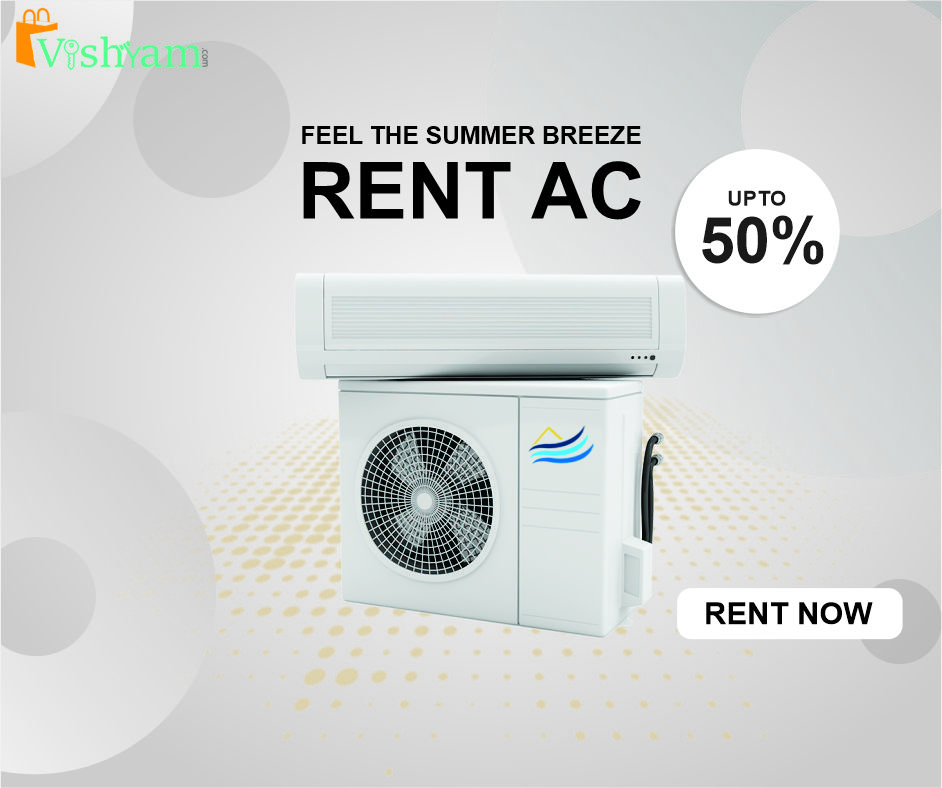 Vishyam.com
FEEL THE SUMMER BREEZE
RENT AC
UPTO
50%
RENT NOW